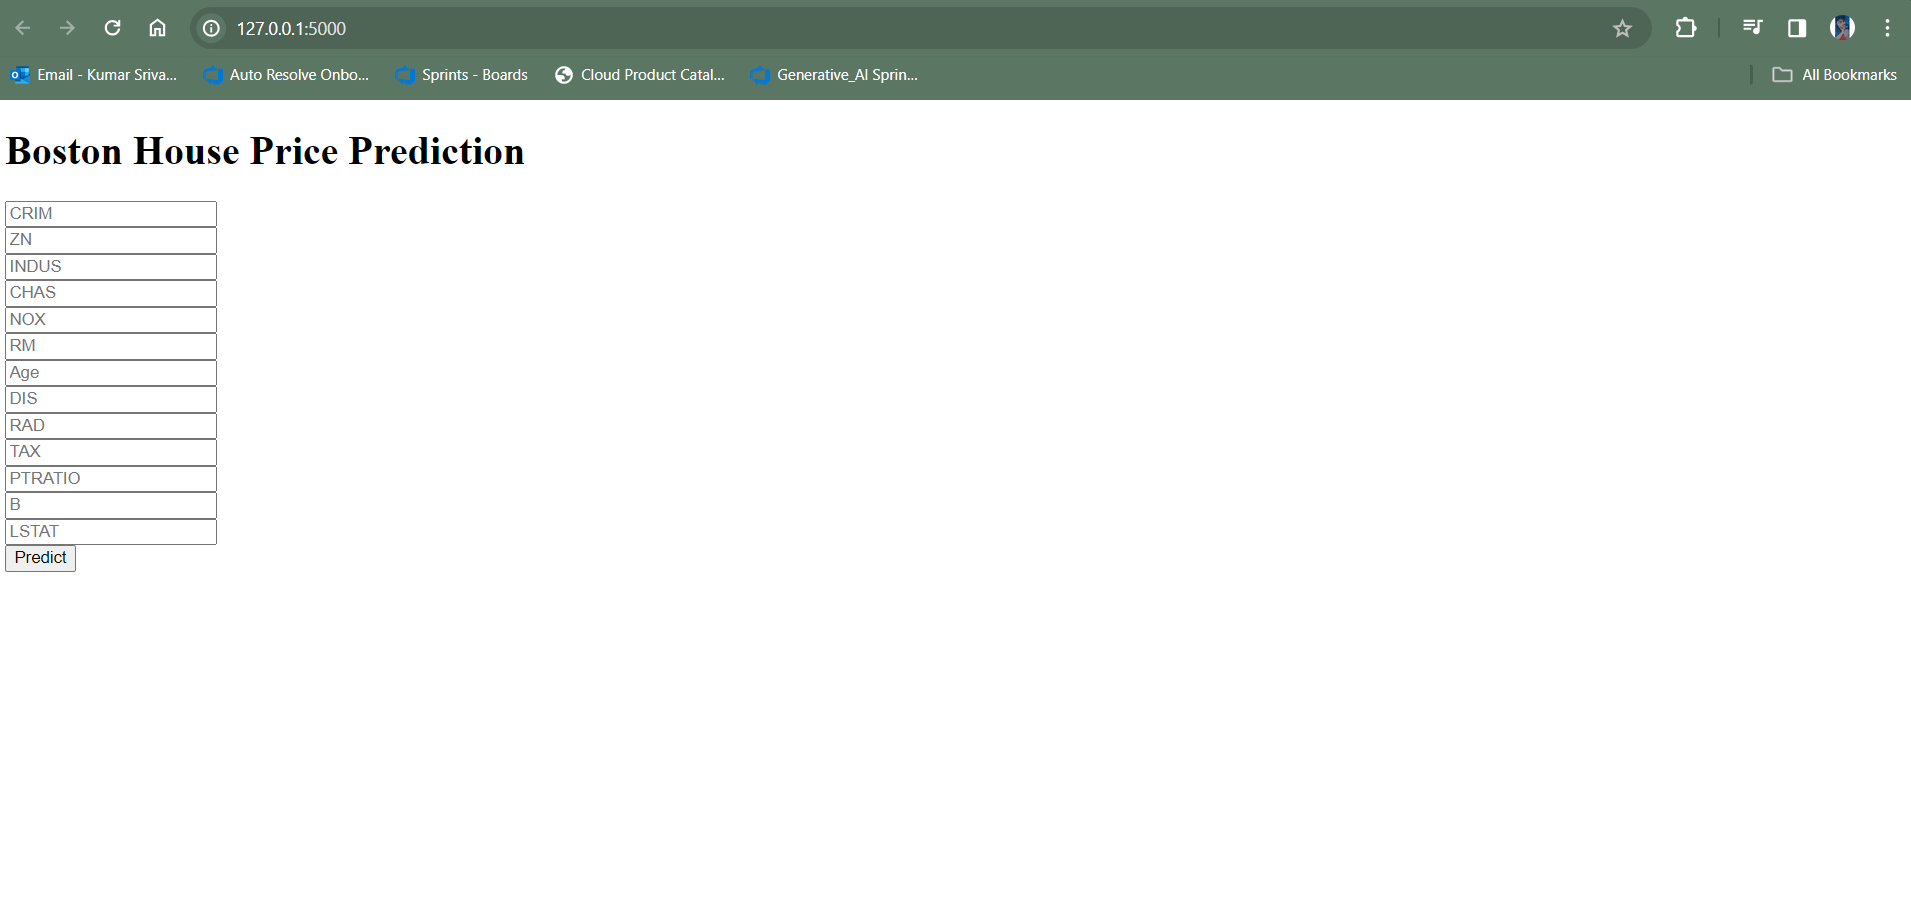 127.0.0.1:5000
Email - Kumar Sriva... Auto Resolve Onbo... Sprints - Boards Cloud Product Catal... Generative_AI Sprin... All Bookmarks
Boston House Price Prediction
CRIM
ZN
INDUS
CHAS
NOX
RM
Age
DIS
RAD
TAX
PTRATIO
B
LSTAT
Predict